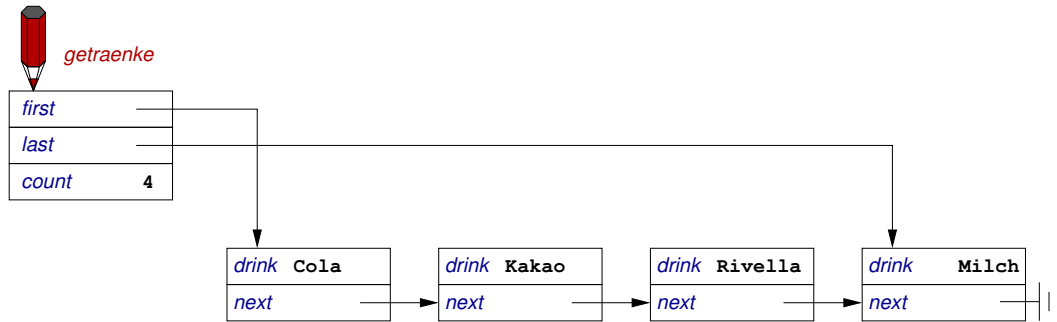 getraenke
first
last
count 4
drink Cola drink Kakao drink Rivella drink Milch
next next next next